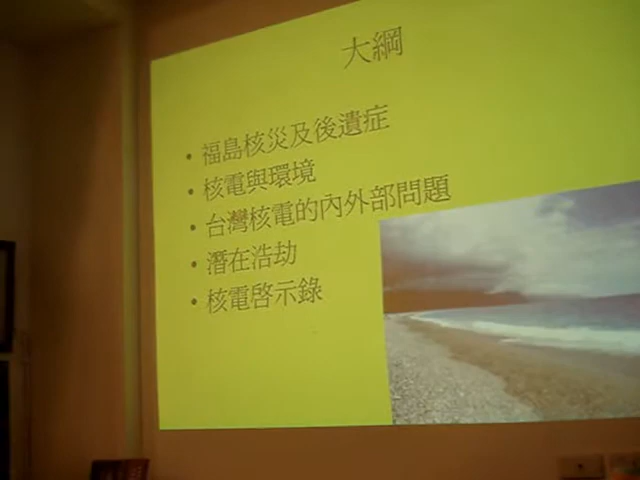 大綱
• 福島核災及後遺症
• 核電與環境
• 台灣核電的內外部問題
• 潛在浩劫
• 核電啓示錄